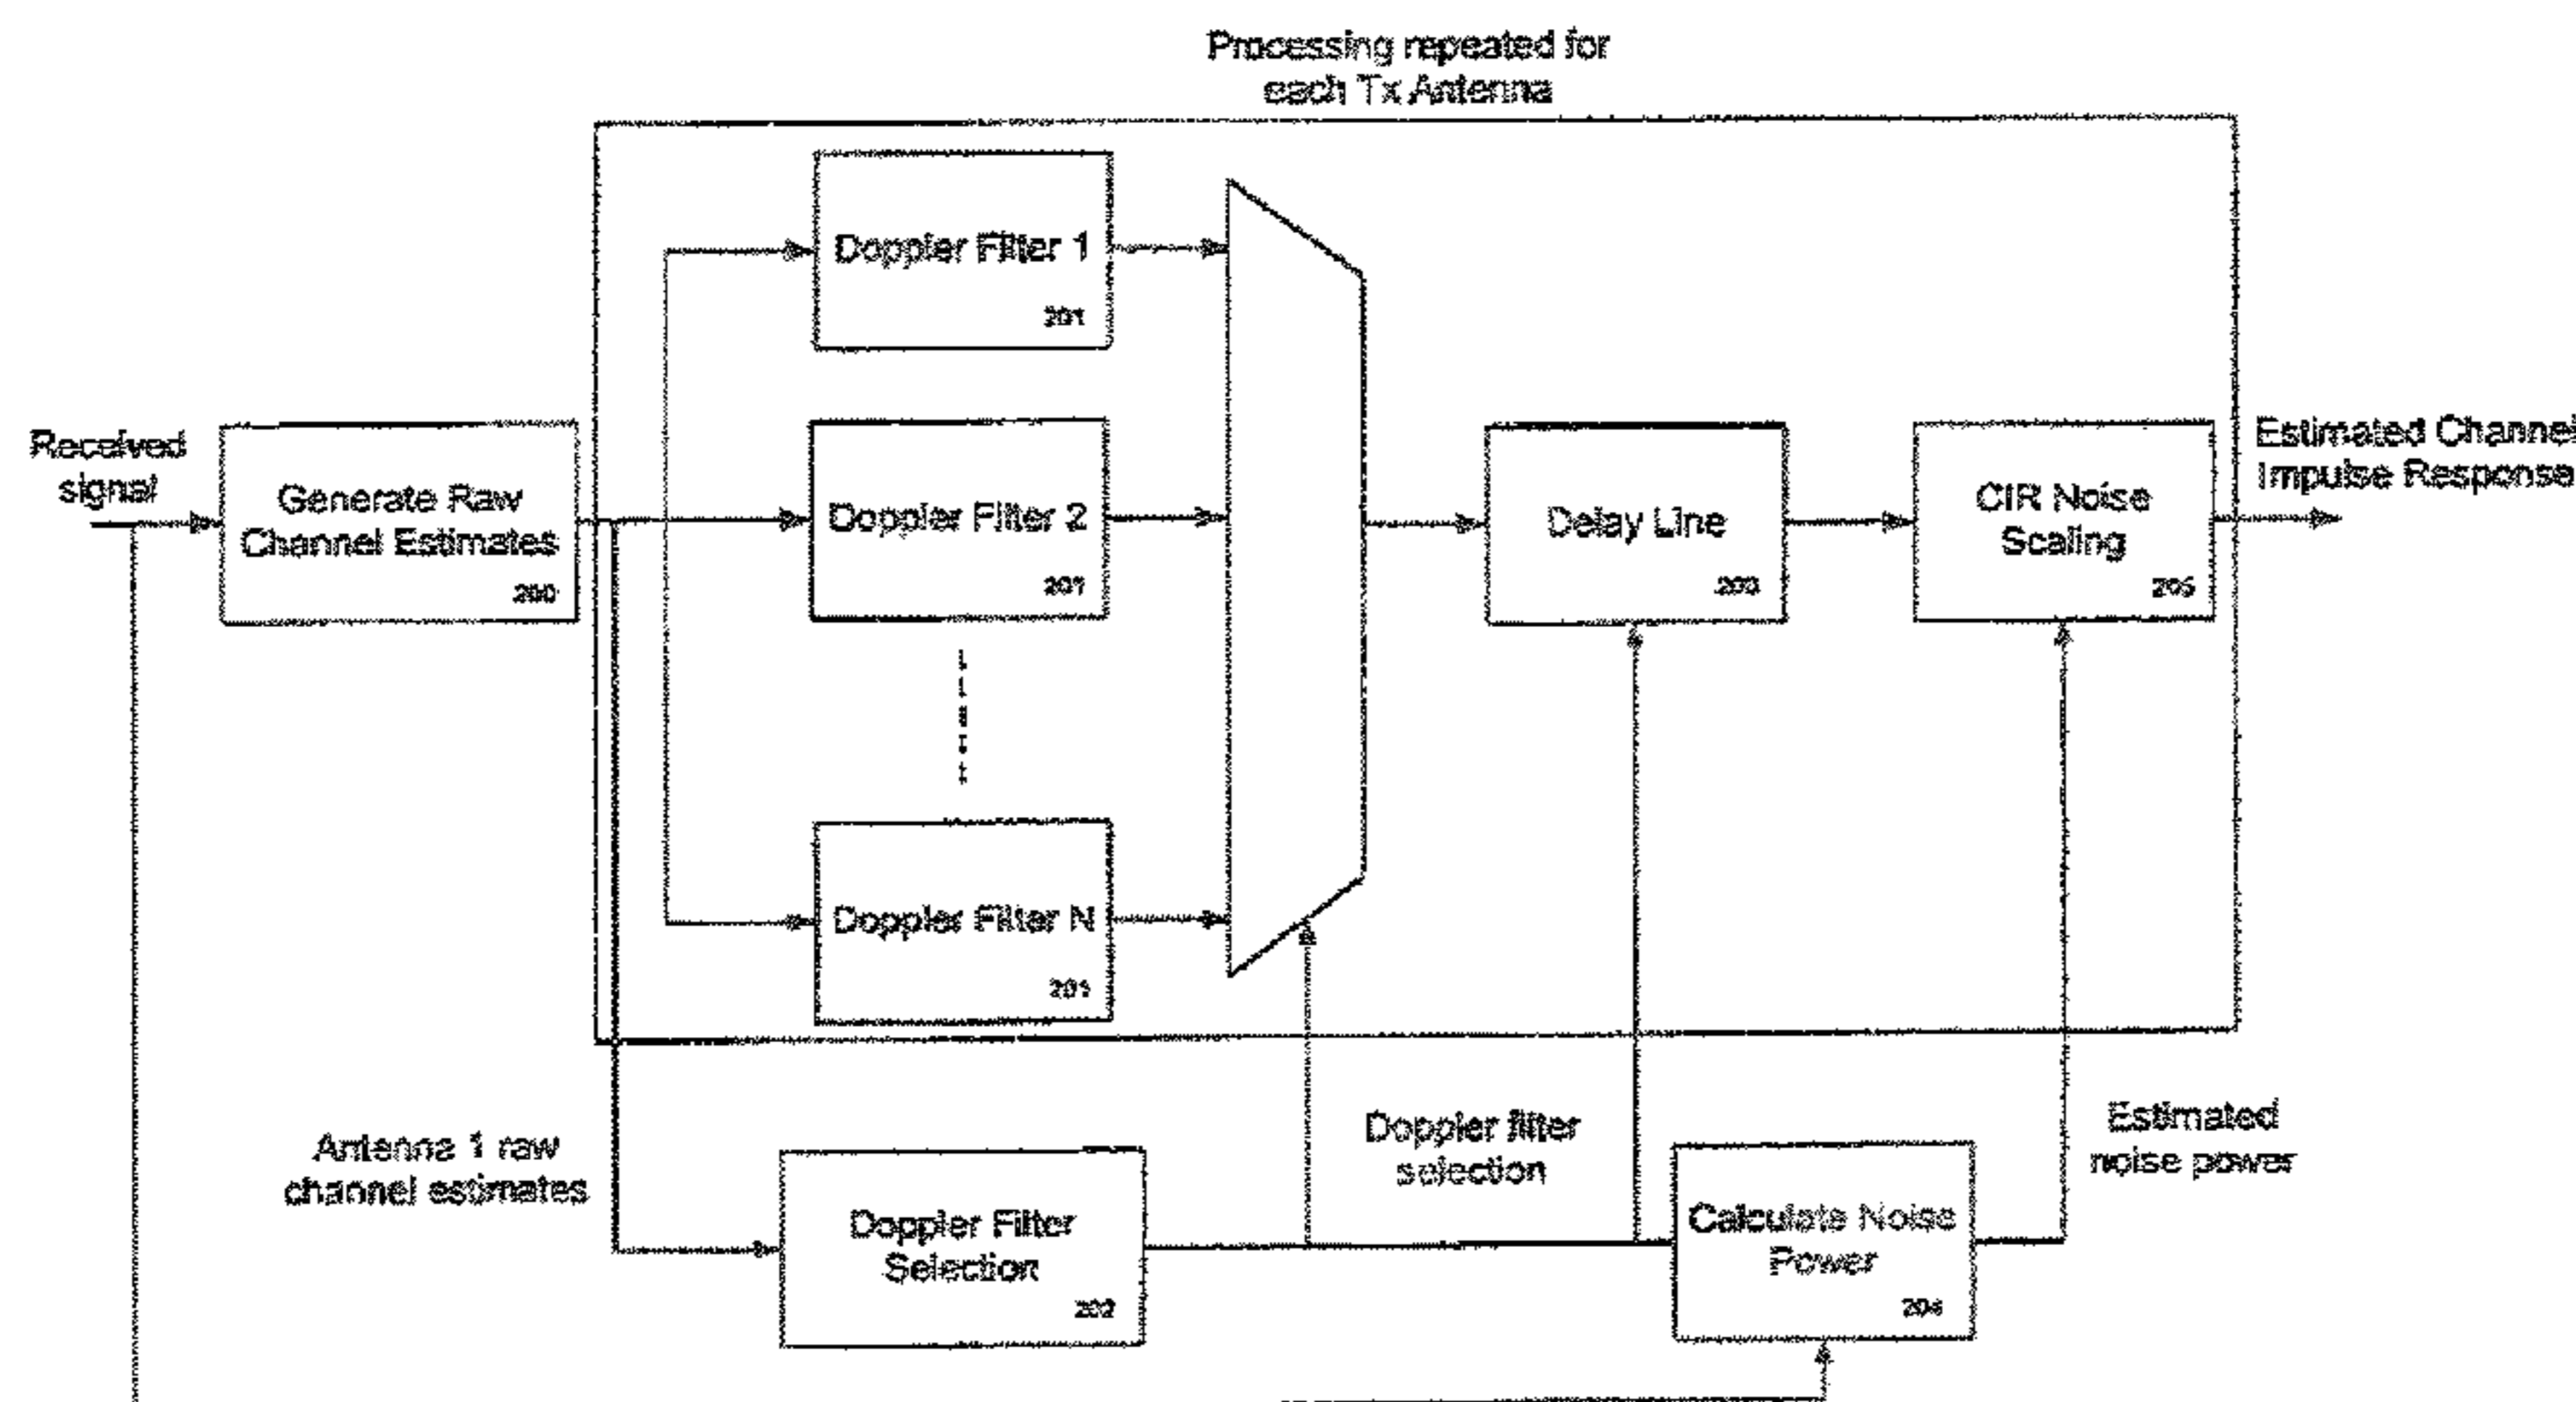 Processing repeated for
each Tx Antenna
Doppler Filter 1
201
Received
signal
Generate Raw
Channel Estimates
200
Doppler Filter 2
201
Delay Line
203
CIR Noise
Scaling
205
Estimated Channel
Impulse Response
Doppler Filter N
201
Antenna 1 raw
channel estimates
Doppler Filter
Selection
202
Doppler filter
selection
Calculate Noise
Power
204
Estimated
noise power